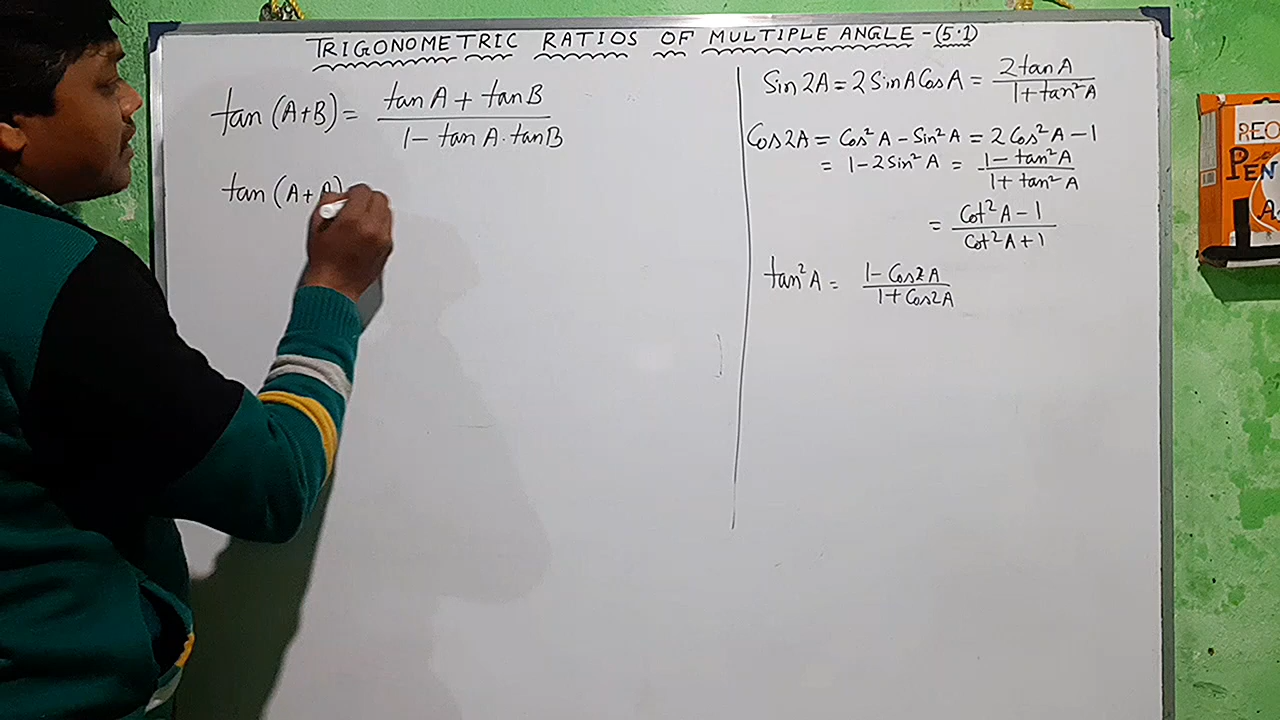 TRIGONOMETRIC RATIOS OF MULTIPLE ANGLE - (5.1)
tan (A+B) = (tan A + tan B) / (1 - tan A . tan B)
tan (A+A)
Sin 2A = 2 Sin A Cos A = 2 tan A / (1 + tan² A)
Cos 2A = Cos² A - Sin² A = 2 Cos² A - 1
= 1 - 2 Sin² A = (1 - tan² A) / (1 + tan² A)
= (Cot² A - 1) / (Cot² A + 1)
tan² A = (1 - Cos 2A) / (1 + Cos 2A)
REO
PEN